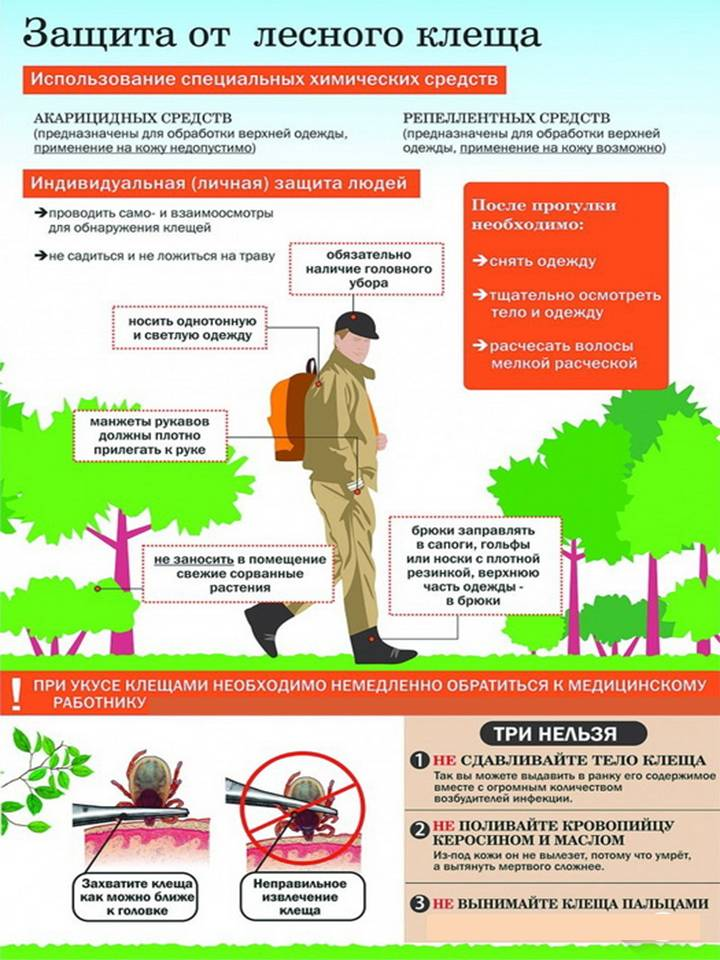 Защита от лесного клеща
Использование специальных химических средств
АКАРИЦИДНЫХ СРЕДСТВ
(предназначены для обработки верхней одежды,
применение на кожу недопустимо)
РЕПЕЛЛЕНТНЫХ СРЕДСТВ
(предназначены для обработки верхней
одежды, применение на кожу возможно)
Индивидуальная (личная) защита людей
➔проводить само- и взаимоосмотры
для обнаружения клещей
➔не садиться и не ложиться на траву
После прогулки
необходимо:
➔снять одежду
➔тщательно осмотреть
тело и одежду
➔расчесать волосы
мелкой расческой
обязательно
наличие головного
убора
носить однотонную
и светлую одежду
манжеты рукавов
должны плотно
прилегать к руке
не заносить в помещение
свежие сорванные
растения
брюки заправлять
в сапоги, гольфы
или носки с плотной
резинкой, верхнюю
часть одежды -
в брюки
! ПРИ УКУСЕ КЛЕЩАМИ НЕОБХОДИМО НЕМЕДЛЕННО ОБРАТИТЬСЯ К МЕДИЦИНСКОМУ
РАБОТНИКУ
Захватите клеща
как можно ближе
к головке
Неправильное
извлечение
клеща
ТРИ НЕЛЬЗЯ
1 НЕ СДАВЛИВАЙТЕ ТЕЛО КЛЕЩА
Так вы можете выдавить в ранку его содержимое
вместе с огромным количеством
возбудителей инфекции.
2 НЕ ПОЛИВАЙТЕ КРОВОПИЙЦУ
КЕРОСИНОМ И МАСЛОМ
Из-под кожи он не вылезет, потому что умрёт,
а вытянуть мертвого сложнее.
3 НЕ ВЫНИМАЙТЕ КЛЕЩА ПАЛЬЦАМИ